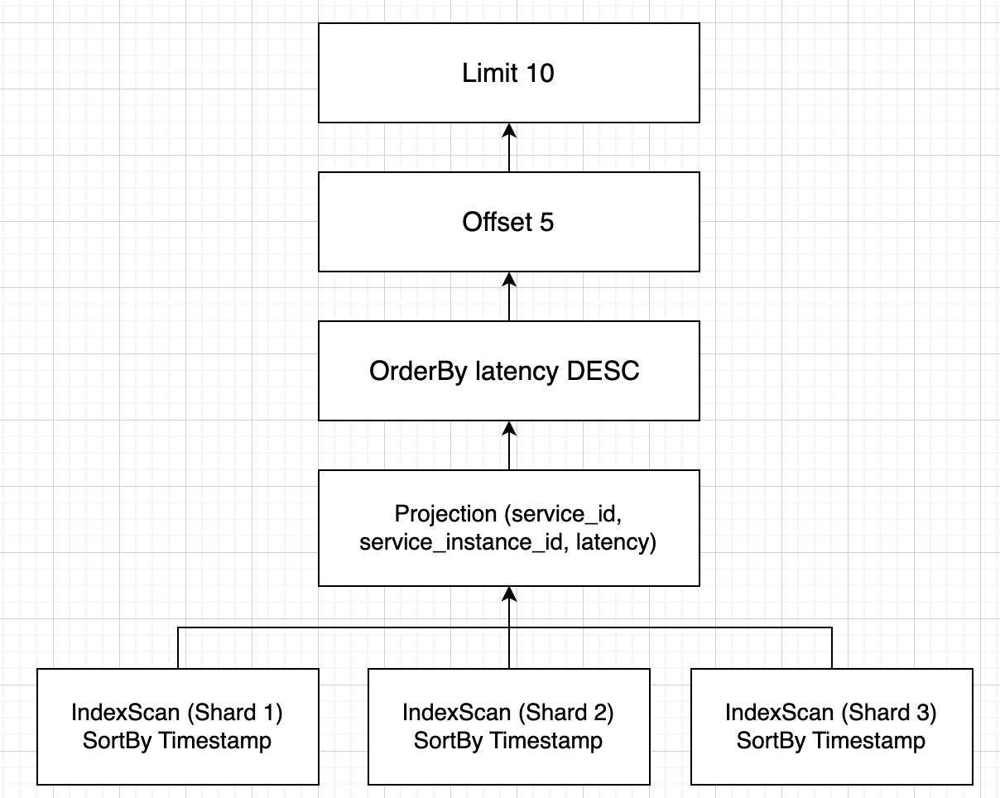 Limit 10
Offset 5
OrderBy latency DESC
Projection (service_id,
service_instance_id, latency)
IndexScan (Shard 1)
SortBy Timestamp
IndexScan (Shard 2)
SortBy Timestamp
IndexScan (Shard 3)
SortBy Timestamp